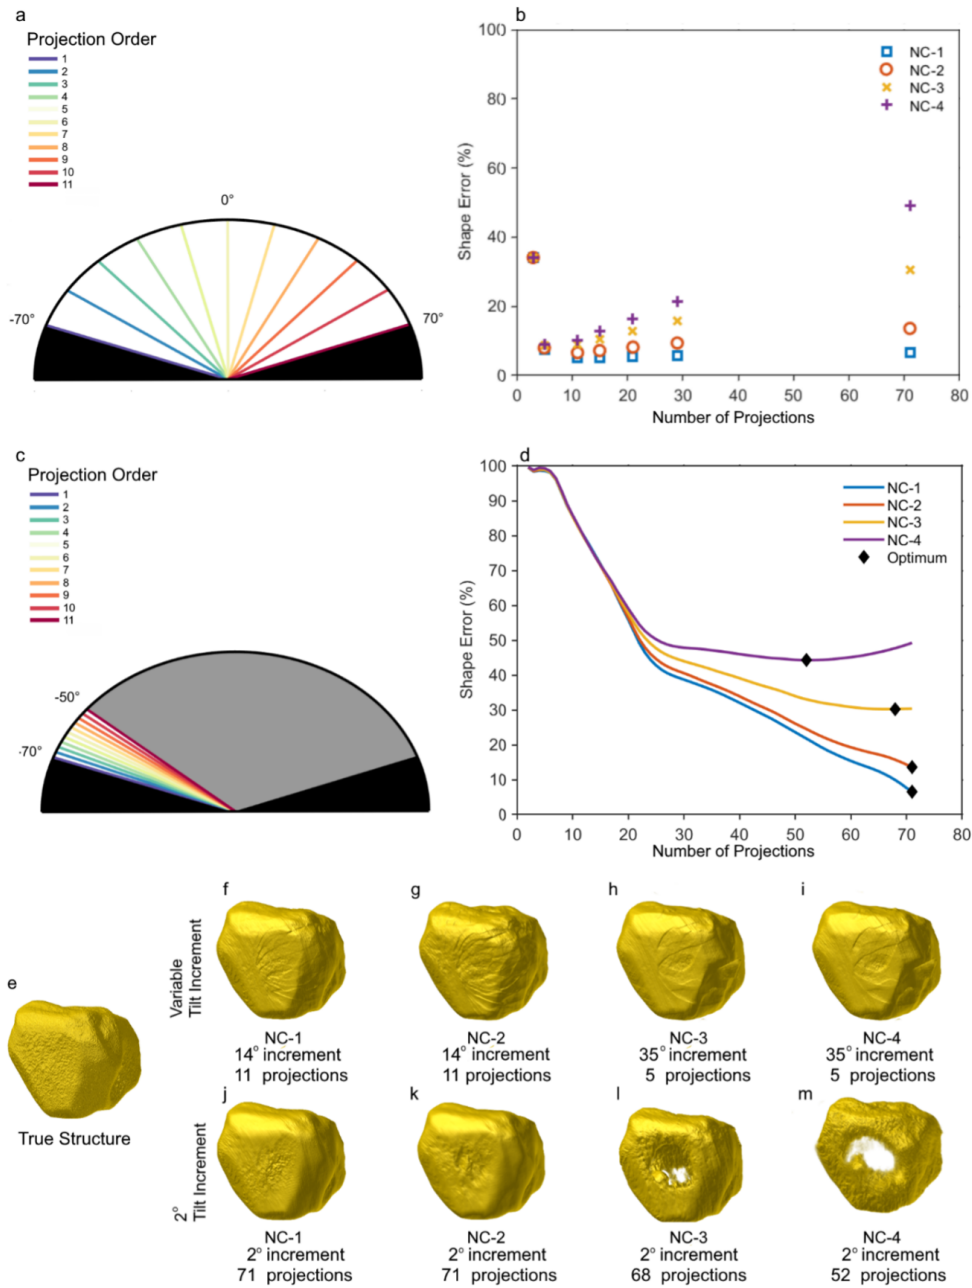 a
Projection Order
1
2
3
4
5
6
7
8
9
10
11
0°
-70°
70°
b
100
80
60
40
20
0
Shape Error (%)
0 10 20 30 40 50 60 70 80
Number of Projections
NC-1
NC-2
NC-3
NC-4
c
Projection Order
1
2
3
4
5
6
7
8
9
10
11
-50°
-70°
d
100
90
80
70
60
50
40
30
20
10
0
Shape Error (%)
0 10 20 30 40 50 60 70 80
Number of Projections
NC-1
NC-2
NC-3
NC-4
Optimum
e
True Structure
Variable
Tilt Increment
f g h i
NC-1 NC-2 NC-3 NC-4
14° increment 14° increment 35° increment 35° increment
11 projections 11 projections 5 projections 5 projections
2°
Tilt Increment
j k l m
NC-1 NC-2 NC-3 NC-4
2° increment 2° increment 2° increment 2° increment
71 projections 71 projections 68 projections 52 projections